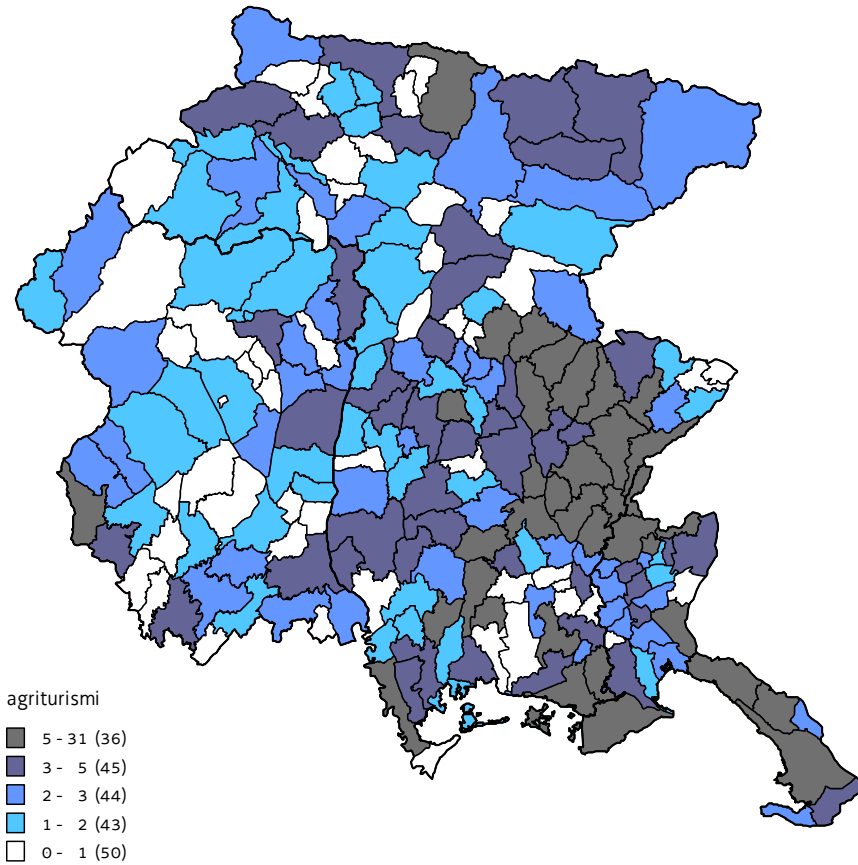 agriturismi
5 - 31 (36)
3 - 5 (45)
2 - 3 (44)
1 - 2 (43)
0 - 1 (50)